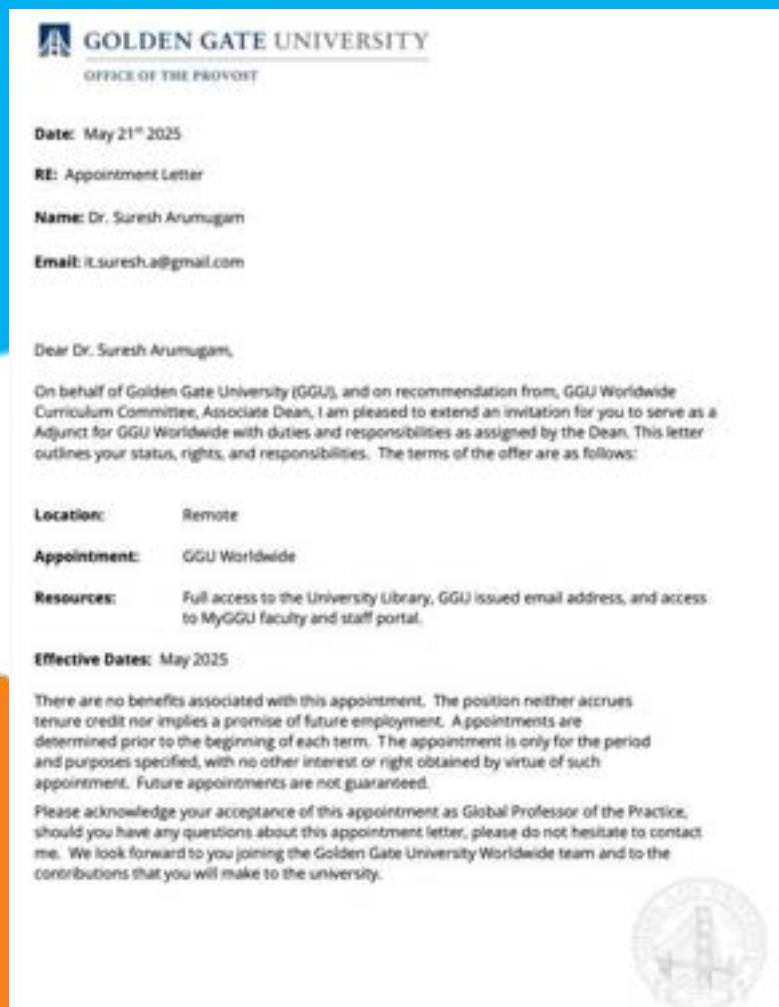 GOLDEN GATE UNIVERSITY
OFFICE OF THE PROVOST
Date: May 21st 2025
RE: Appointment Letter
Name: Dr. Suresh Arumugam
Email: it.suresh.a@gmail.com
Dear Dr. Suresh Arumugam,
On behalf of Golden Gate University (GGU), and on recommendation from, GGU Worldwide
Curriculum Committee, Associate Dean, I am pleased to extend an invitation for you to serve as a
Adjunct for GGU Worldwide with duties and responsibilities as assigned by the Dean. This letter
outlines your status, rights, and responsibilities. The terms of the offer are as follows:
Location: Remote
Appointment: GGU Worldwide
Resources: Full access to the University Library, GGU issued email address, and access
to MyGGU faculty and staff portal.
Effective Dates: May 2025
There are no benefits associated with this appointment. The position neither accrues
tenure credit nor implies a promise of future employment. Appointments are
determined prior to the beginning of each term. The appointment is only for the period
and purposes specified, with no other interest or right obtained by virtue of such
appointment. Future appointments are not guaranteed.
Please acknowledge your acceptance of this appointment as Global Professor of the Practice,
should you have any questions about this appointment letter, please do not hesitate to contact
me. We look forward to you joining the Golden Gate University Worldwide team and to the
contributions that you will make to the university.